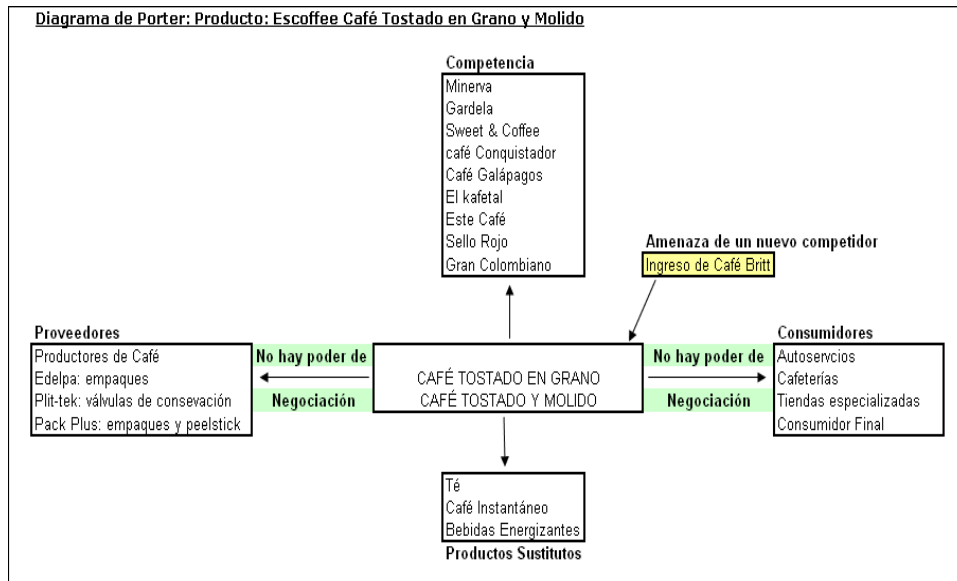 Diagrama de Porter: Producto: Escoffee Café Tostado en Grano y Molido
Competencia
Minerva
Gardela
Sweet & Coffee
café Conquistador
Café Galápagos
El kafetal
Este Café
Sello Rojo
Gran Colombiano
Amenaza de un nuevo competidor
Ingreso de Café Britt
Proveedores
Productores de Café
Edelpa: empaques
Plit-tek: válvulas de consevación
Pack Plus: empaques y peelstick
No hay poder de
Negociación
CAFÉ TOSTADO EN GRANO
CAFÉ TOSTADO Y MOLIDO
No hay poder de
Negociación
Consumidores
Autoservcios
Cafeterías
Tiendas especializadas
Consumidor Final
Té
Café Instantáneo
Bebidas Energizantes
Productos Sustitutos